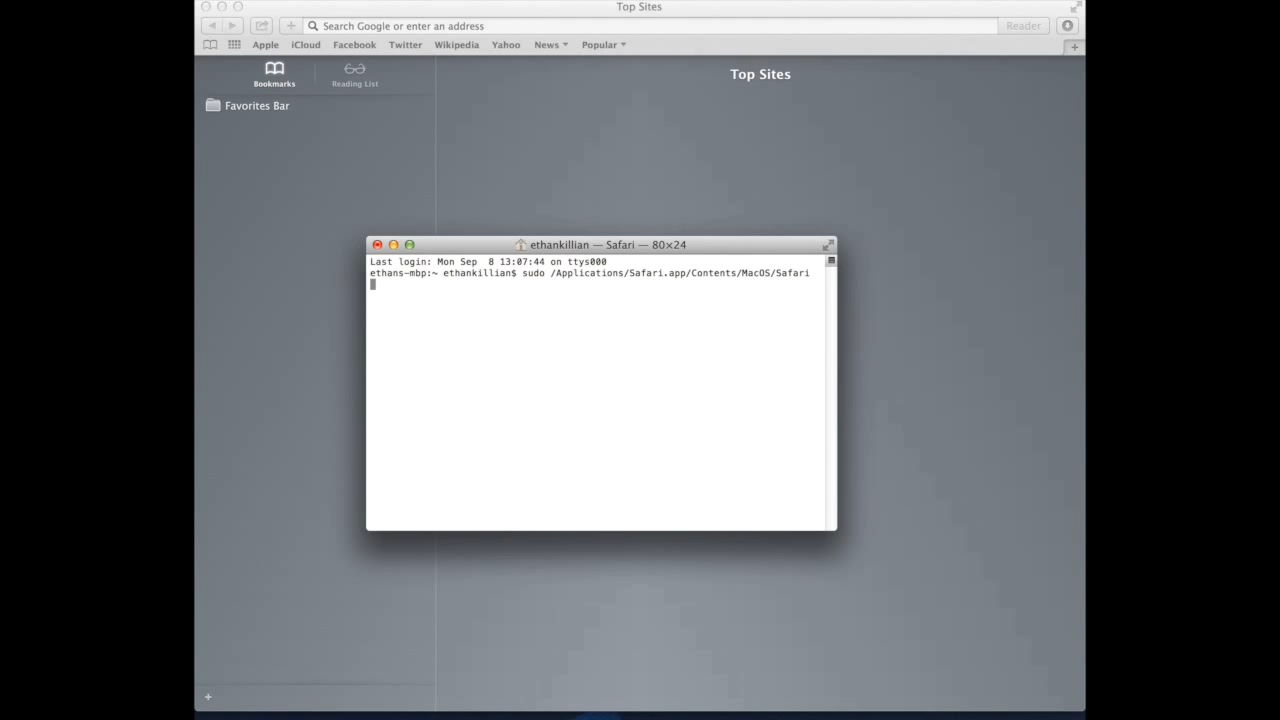 Top Sites
Search Google or enter an address
Reader
Apple iCloud Facebook Twitter Wikipedia Yahoo News Popular
Bookmarks Reading List
Top Sites
Favorites Bar
ethankillian — Safari — 80×24
Last login: Mon Sep  8 13:07:44 on ttys000
ethans-mbp:~ ethankillian$ sudo /Applications/Safari.app/Contents/MacOS/Safari